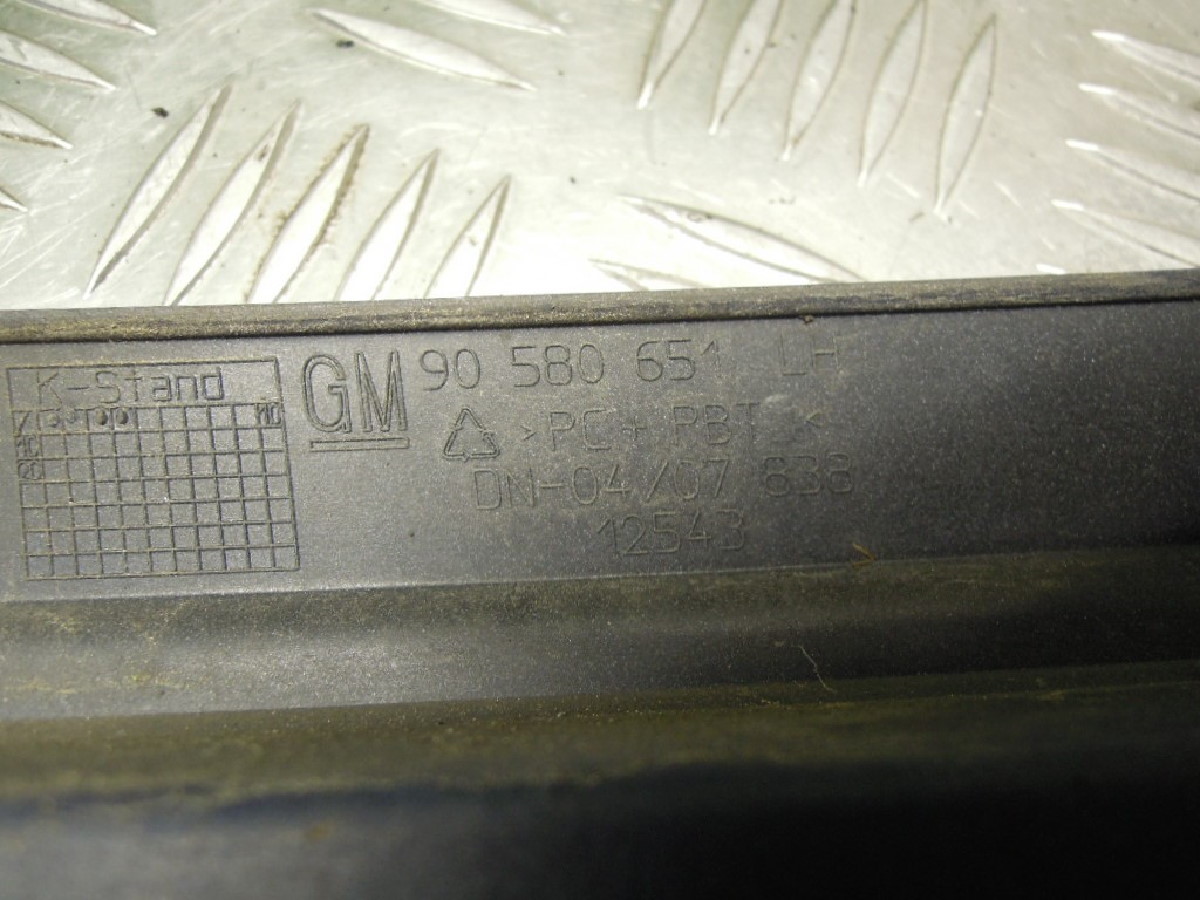 K-Stand
GM 90 580 651 LH
>PC+PBT<
DN-04/07 838
12543